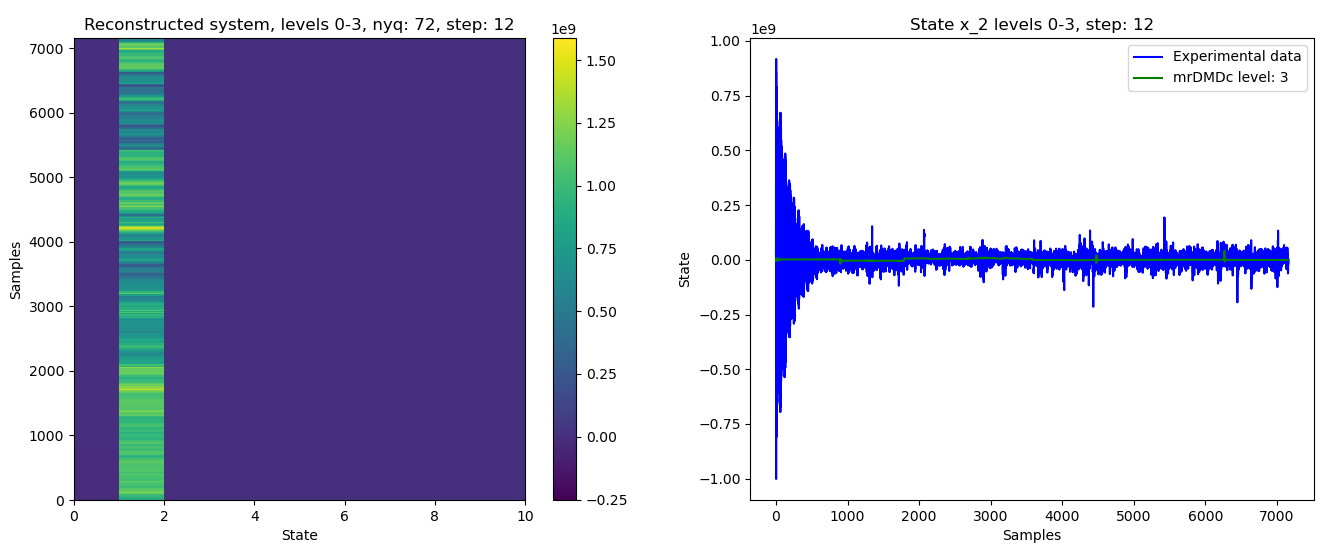 Reconstructed system, levels 0-3, nyq: 72, step: 12
1e9
7000
6000
5000
4000
3000
2000
1000
0
Samples
0 2 4 6 8 10
State
1.50
1.25
1.00
0.75
0.50
0.25
0.00
−0.25
State x_2 levels 0-3, step: 12
1e9
1.00
0.75
0.50
0.25
0.00
−0.25
−0.50
−0.75
−1.00
State
Experimental data
mrDMDc level: 3
0 1000 2000 3000 4000 5000 6000 7000
Samples